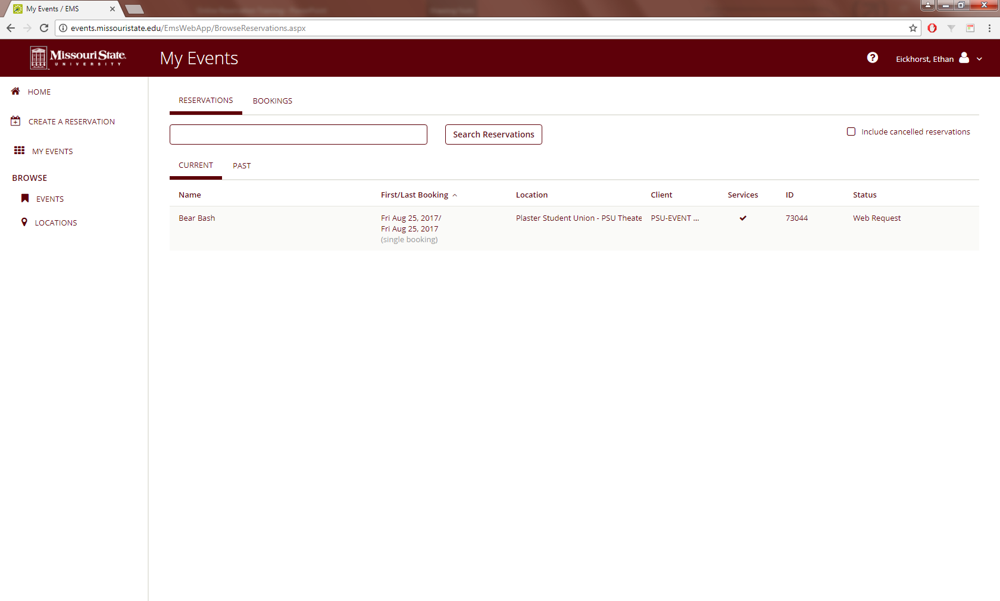 My Events / EMS
events.missouristate.edu/EmsWebApp/BrowseReservations.aspx
Missouri State
UNIVERSITY
My Events
Eickhorst, Ethan
HOME
CREATE A RESERVATION
MY EVENTS
BROWSE
EVENTS
LOCATIONS
RESERVATIONS BOOKINGS
Search Reservations
Include cancelled reservations
CURRENT PAST
Name First/Last Booking Location Client Services ID Status
Bear Bash Fri Aug 25, 2017/ Plaster Student Union - PSU Theate PSU-EVENT ... 73044 Web Request
Fri Aug 25, 2017
(single booking)